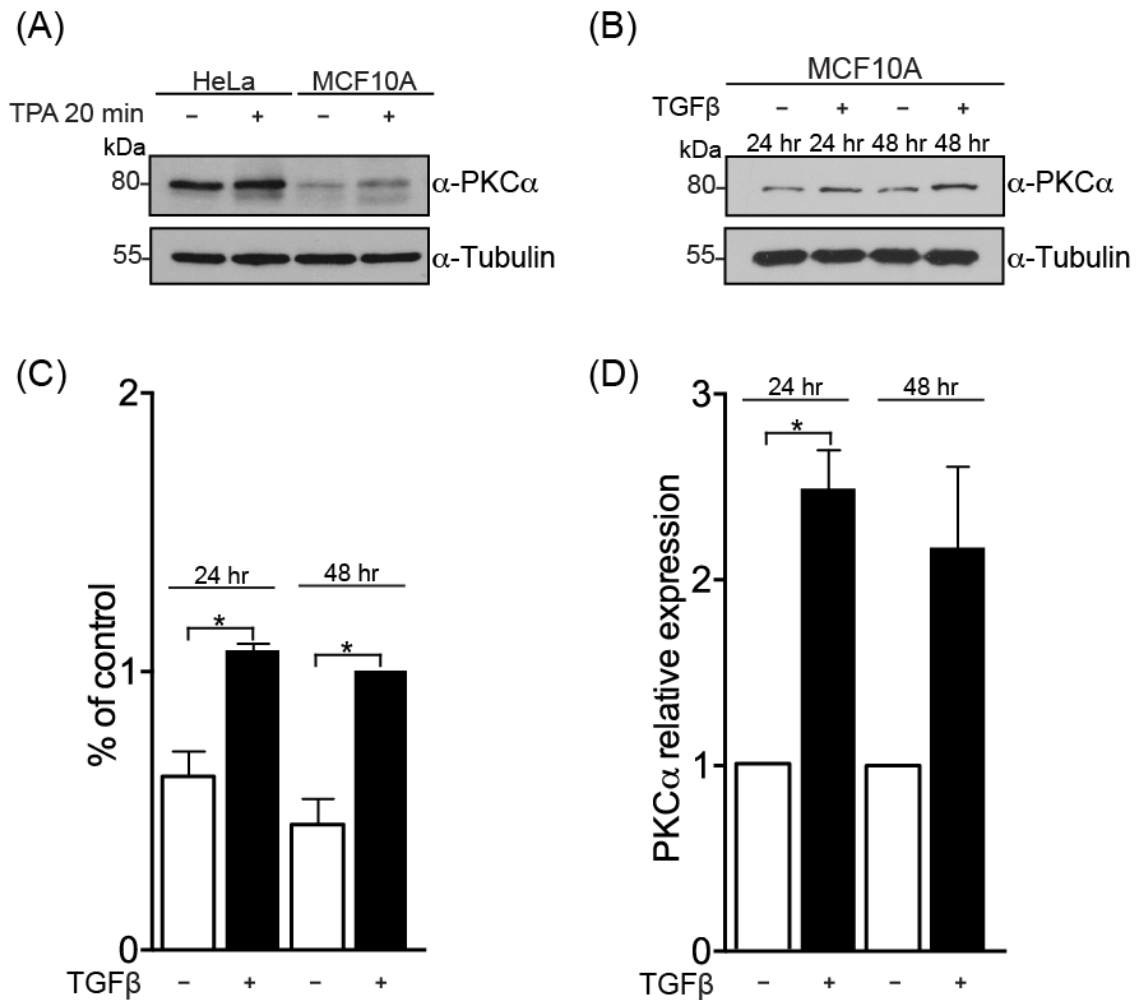 (A)
HeLa MCF10A
TPA 20 min − + − +
kDa
80 α-PKCα
55 α-Tubulin
(B)
MCF10A
TGFβ − + − +
kDa 24 hr 24 hr 48 hr 48 hr
80 α-PKCα
55 α-Tubulin
(C)
2
24 hr 48 hr
* *
1
% of control
0
TGFβ − + − +
(D)
3
24 hr 48 hr
*
2
PKCα relative expression
1
0
TGFβ − + − +